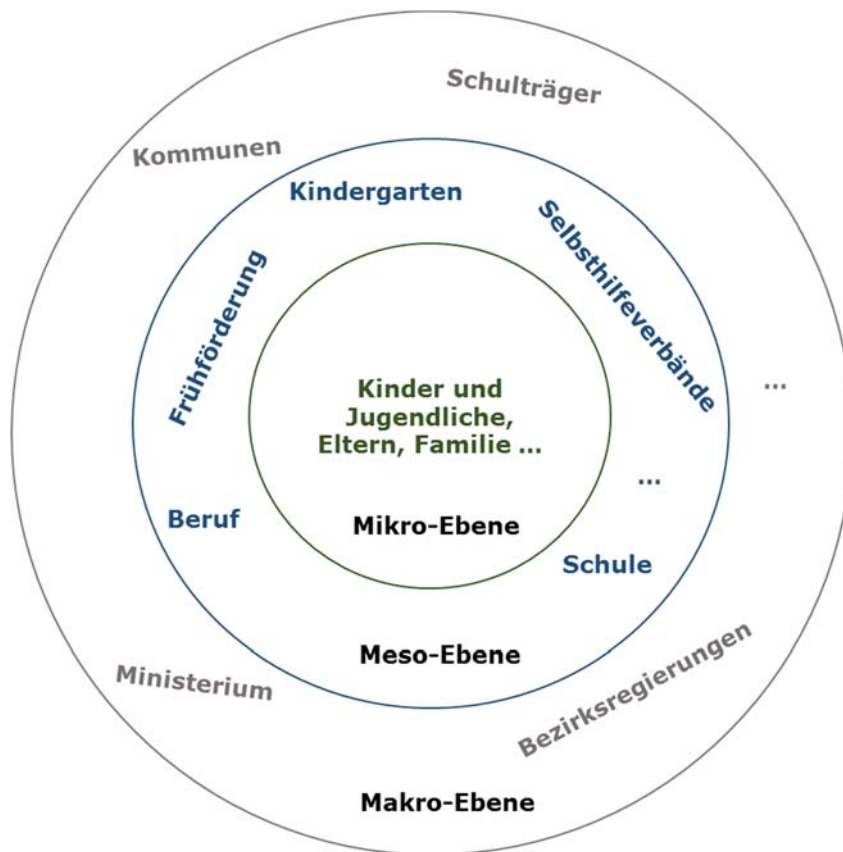 Schulträger
Kommunen
Kindergarten
Selbsthilfeverbände
Frühförderung
...
Kinder und
Jugendliche,
Eltern, Familie ...
...
Beruf
Mikro-Ebene
Schule
Meso-Ebene
Ministerium
Bezirksregierungen
Makro-Ebene